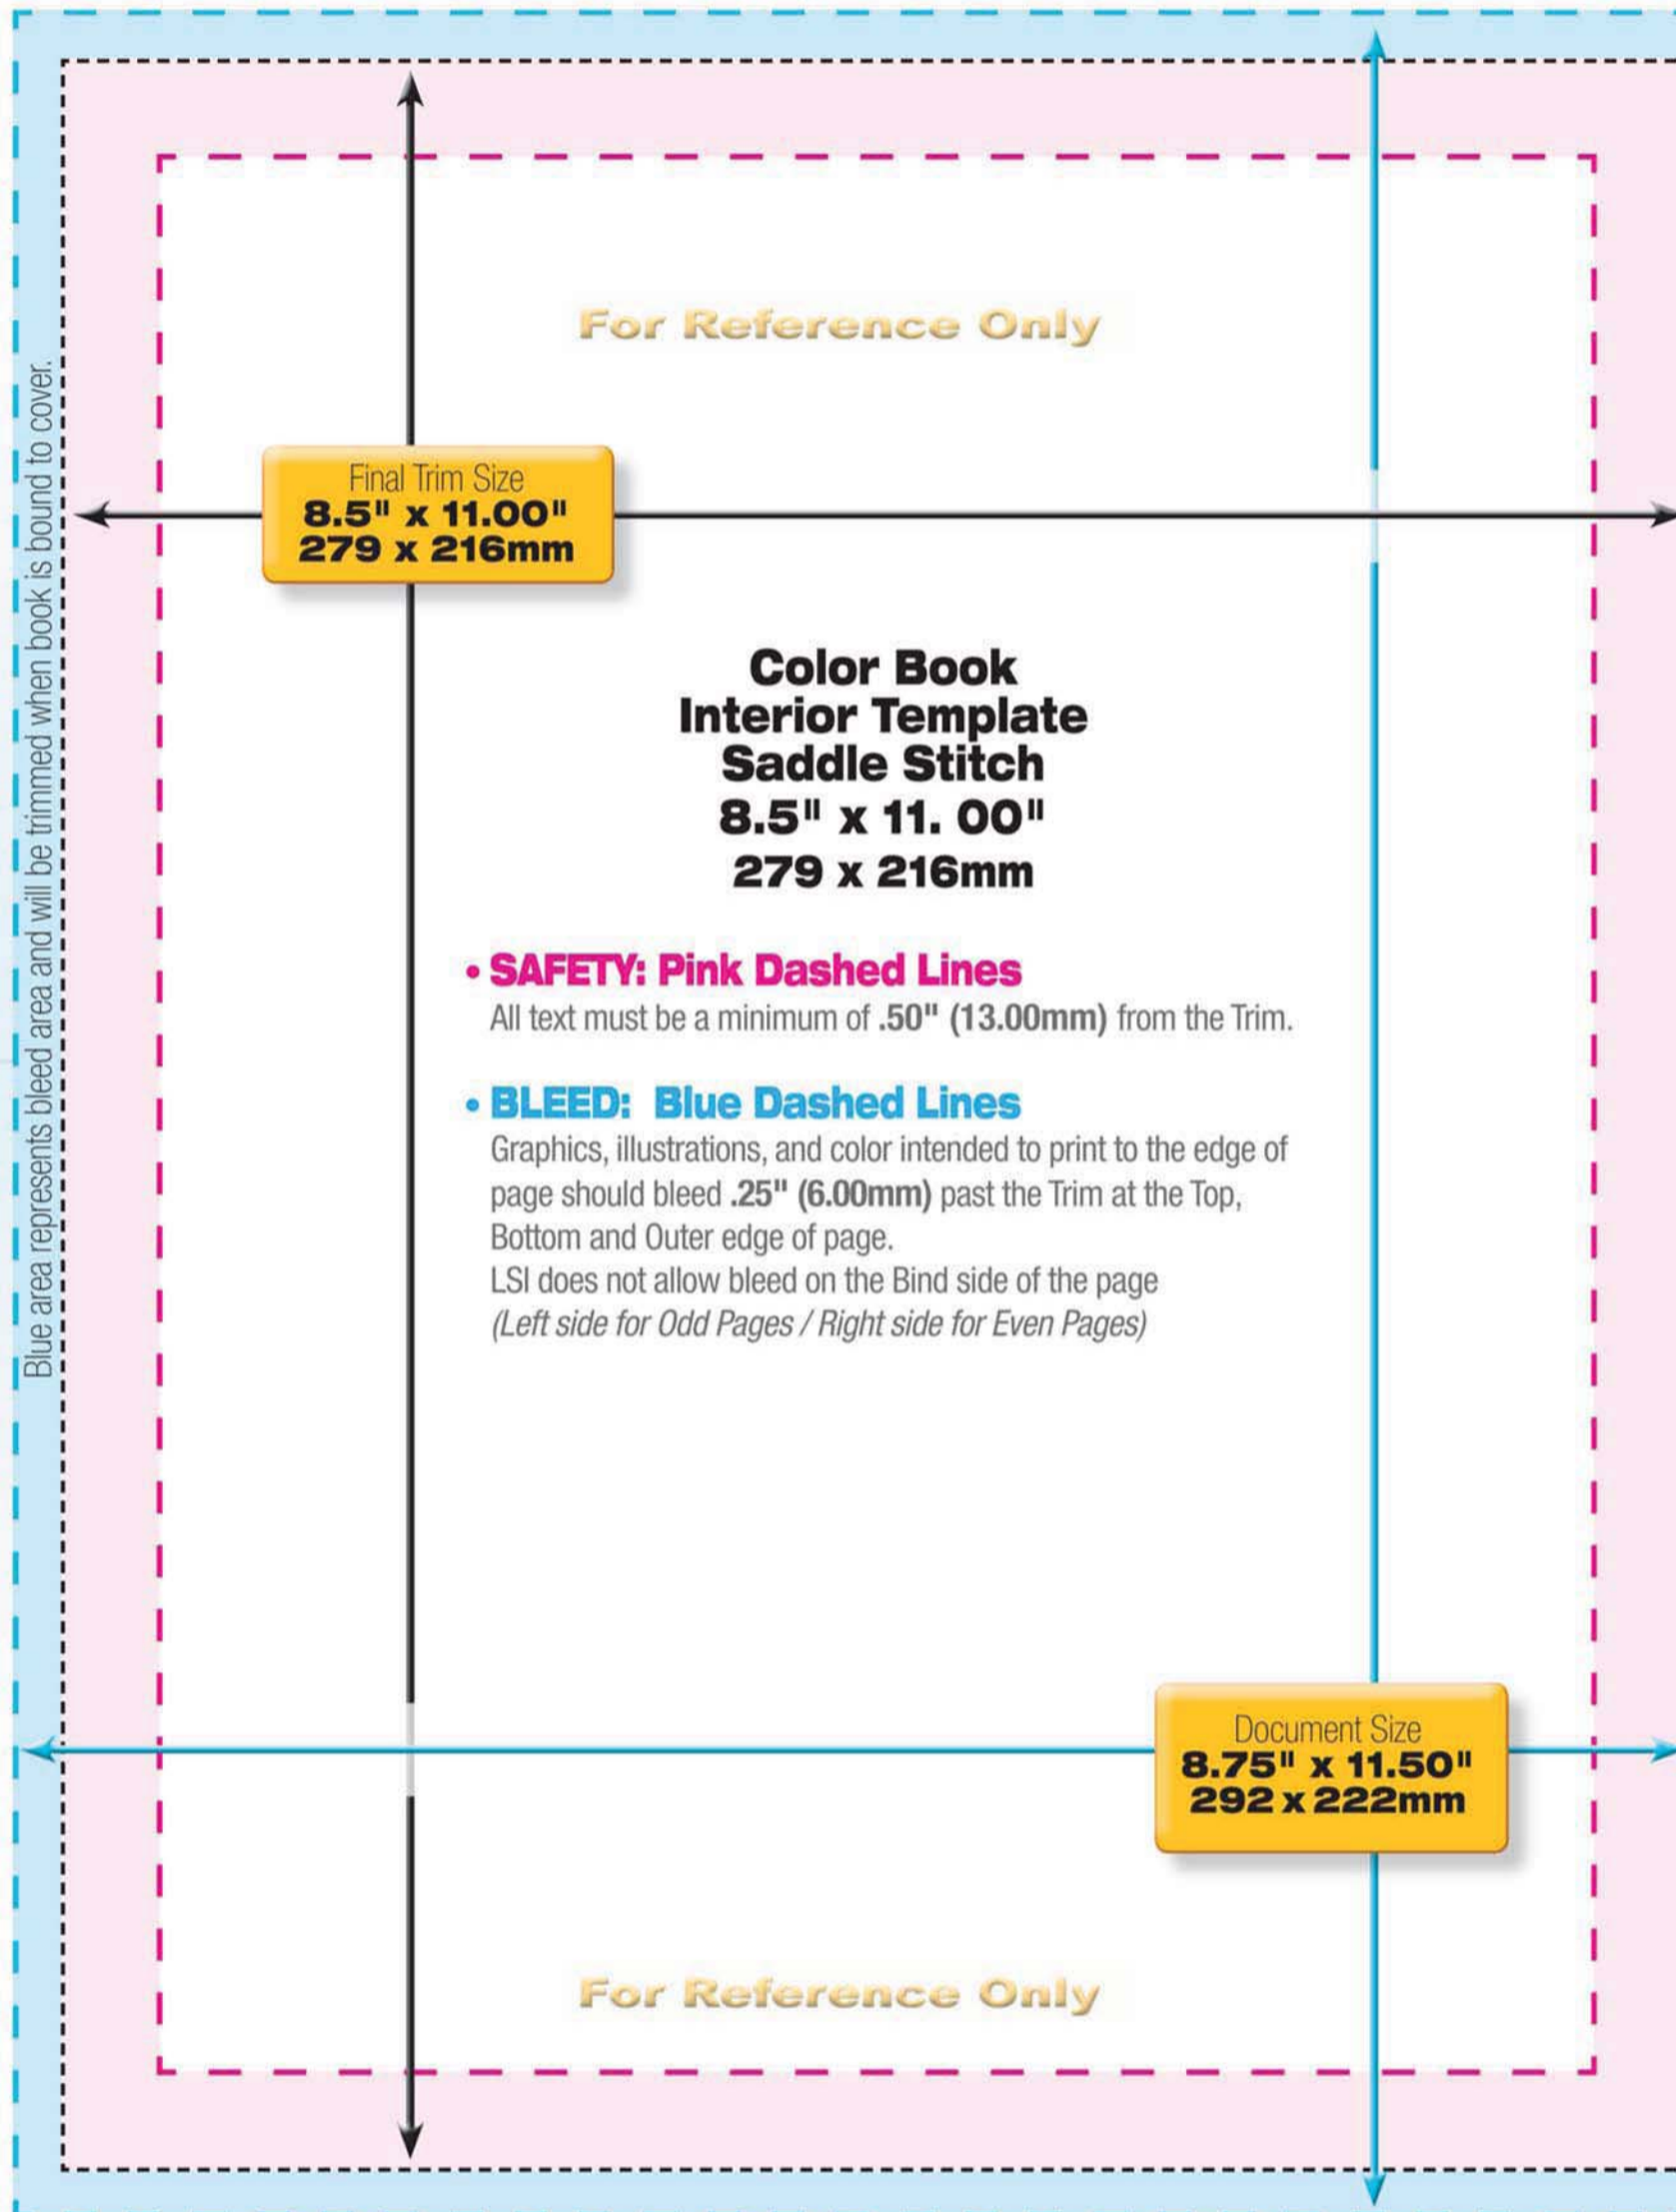 For Reference Only
Final Trim Size
8.5" x 11.00"
279 x 216mm
Blue area represents bleed area and will be trimmed when book is bound to cover.
Color Book
Interior Template
Saddle Stitch
8.5" x 11. 00"
279 x 216mm
• SAFETY: Pink Dashed Lines
All text must be a minimum of .50" (13.00mm) from the Trim.
• BLEED: Blue Dashed Lines
Graphics, illustrations, and color intended to print to the edge of
page should bleed .25" (6.00mm) past the Trim at the Top,
Bottom and Outer edge of page.
LSI does not allow bleed on the Bind side of the page
(Left side for Odd Pages / Right side for Even Pages)
Document Size
8.75" x 11.50"
292 x 222mm
For Reference Only